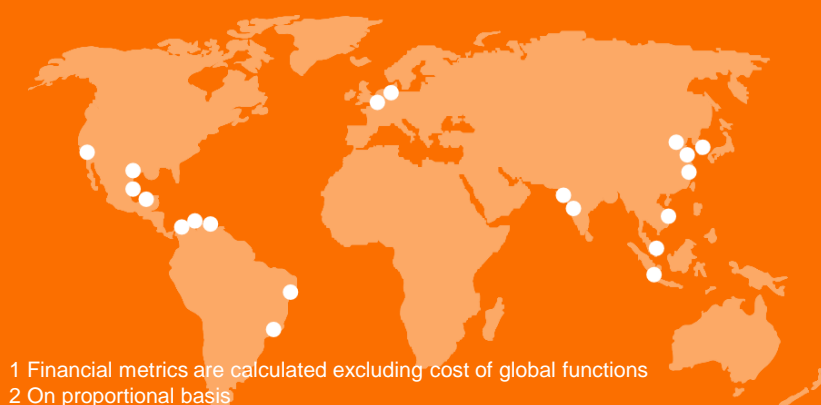 1 Financial metrics are calculated excluding cost of global functions
2 On proportional basis